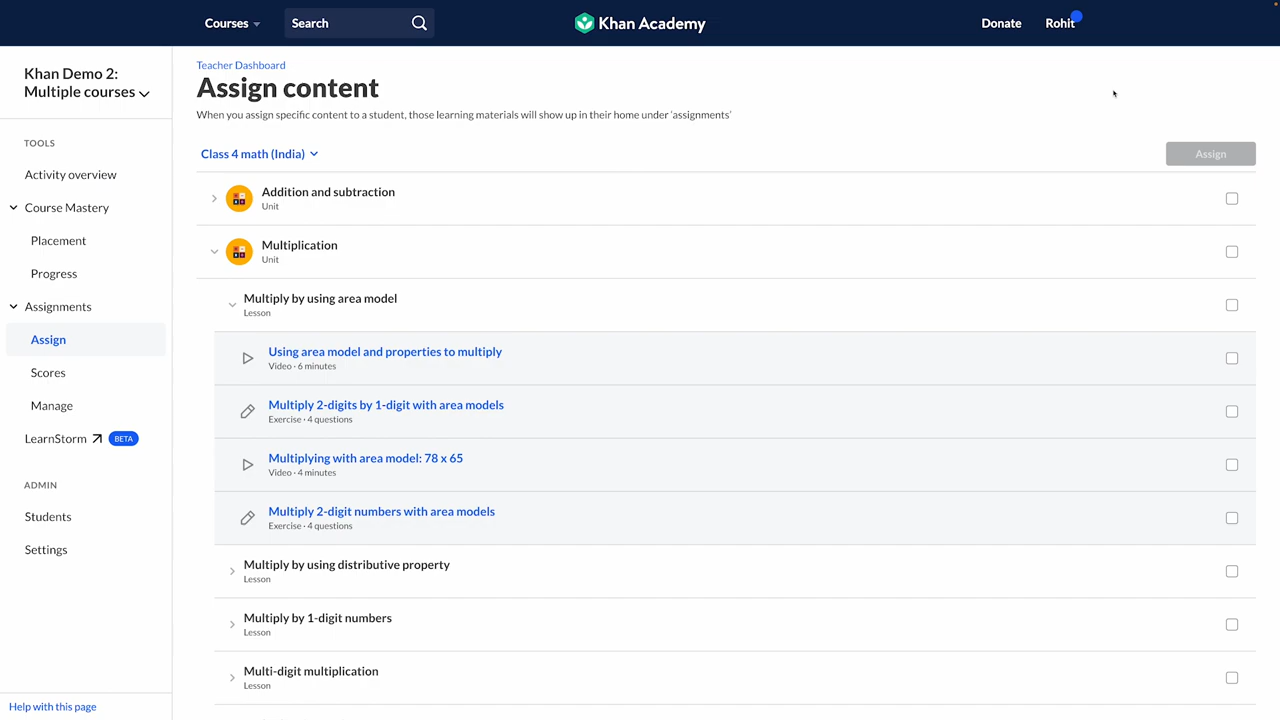 Courses
Search
Khan Academy
Donate
Rohit
Khan Demo 2:
Multiple courses
TOOLS
Activity overview
Course Mastery
Placement
Progress
Assignments
Assign
Scores
Manage
LearnStorm BETA
ADMIN
Students
Settings
Help with this page
Teacher Dashboard
Assign content
When you assign specific content to a student, those learning materials will show up in their home under 'assignments'
Class 4 math (India)
Assign
Addition and subtraction
Unit
Multiplication
Unit
Multiply by using area model
Lesson
Using area model and properties to multiply
Video · 6 minutes
Multiply 2-digits by 1-digit with area models
Exercise · 4 questions
Multiplying with area model: 78 x 65
Video · 4 minutes
Multiply 2-digit numbers with area models
Exercise · 4 questions
Multiply by using distributive property
Lesson
Multiply by 1-digit numbers
Lesson
Multi-digit multiplication
Lesson